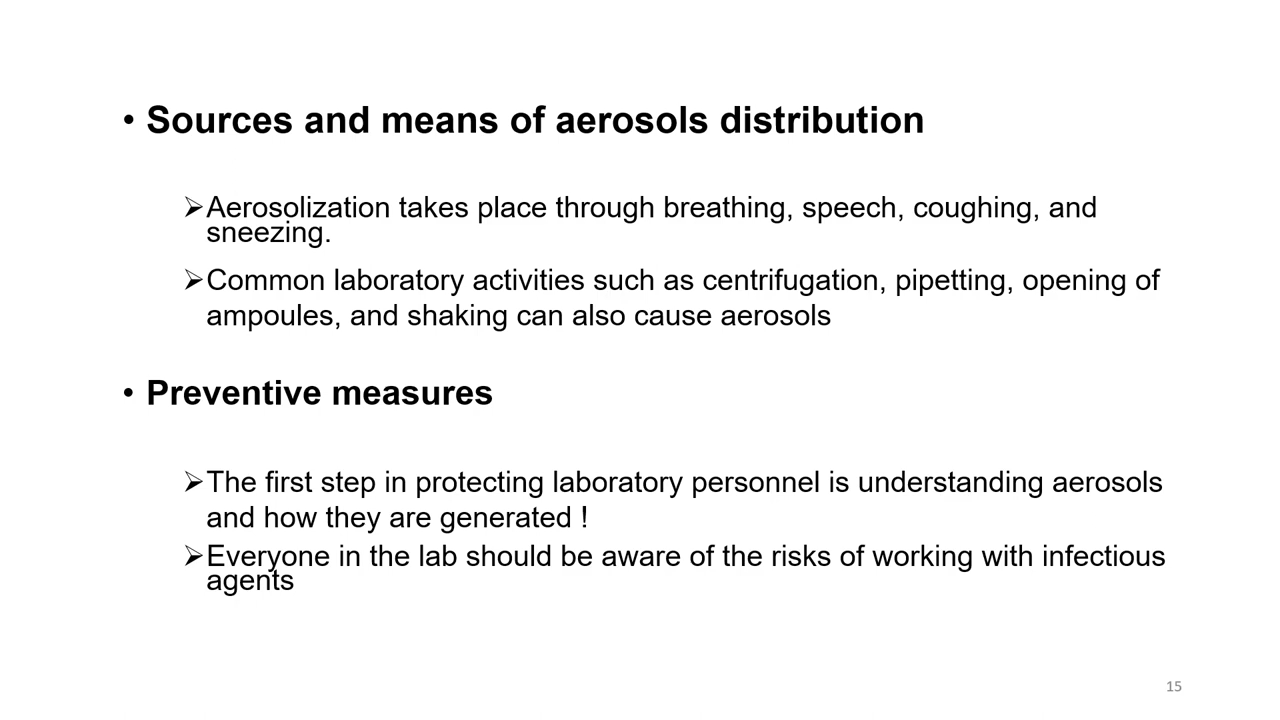 • Sources and means of aerosols distribution
➢Aerosolization takes place through breathing, speech, coughing, and
sneezing.
➢Common laboratory activities such as centrifugation, pipetting, opening of
ampoules, and shaking can also cause aerosols
• Preventive measures
➢The first step in protecting laboratory personnel is understanding aerosols
and how they are generated !
➢Everyone in the lab should be aware of the risks of working with infectious
agents
15